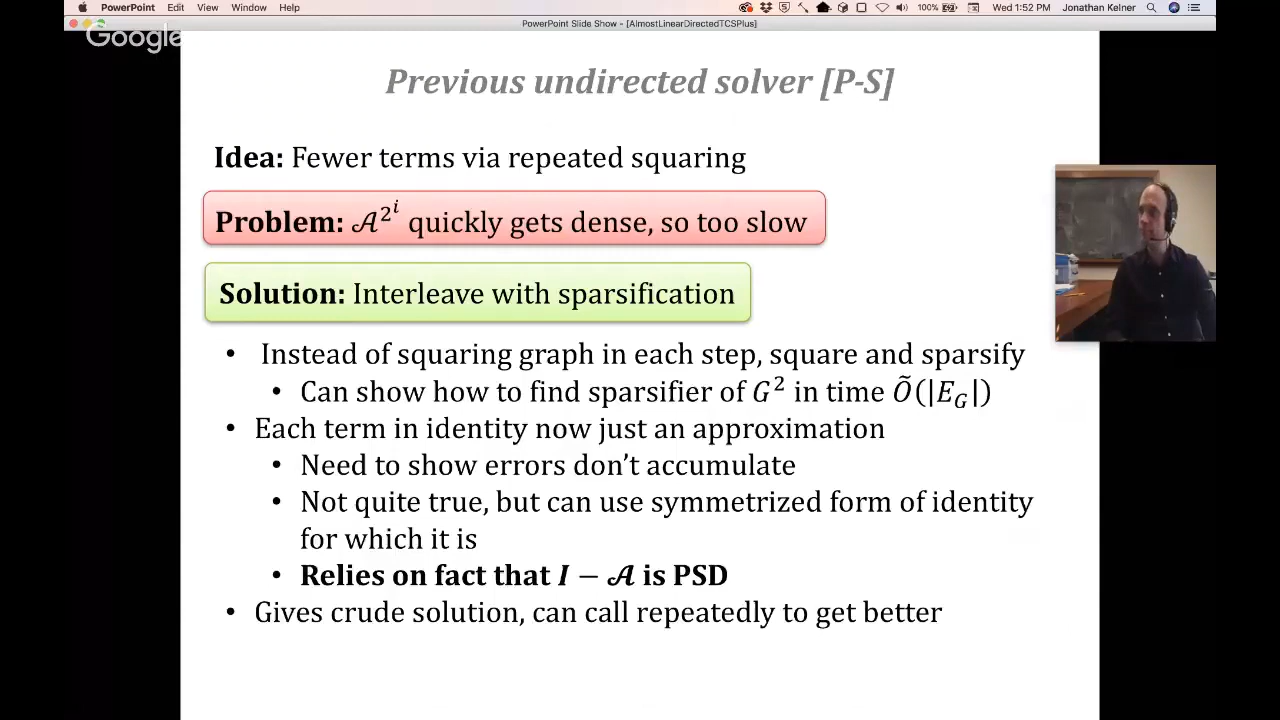 PowerPoint Edit View Window Help 100% Wed 1:52 PM Jonathan Kelner
PowerPoint Slide Show - [AlmostLinearDirectedTCSPlus]
Google
Previous undirected solver [P-S]
Idea: Fewer terms via repeated squaring
Problem: 𝒜^{2^i} quickly gets dense, so too slow
Solution: Interleave with sparsification
• Instead of squaring graph in each step, square and sparsify
• Can show how to find sparsifier of G² in time Õ(|E_G|)
• Each term in identity now just an approximation
• Need to show errors don’t accumulate
• Not quite true, but can use symmetrized form of identity
for which it is
• Relies on fact that I − 𝒜 is PSD
• Gives crude solution, can call repeatedly to get better